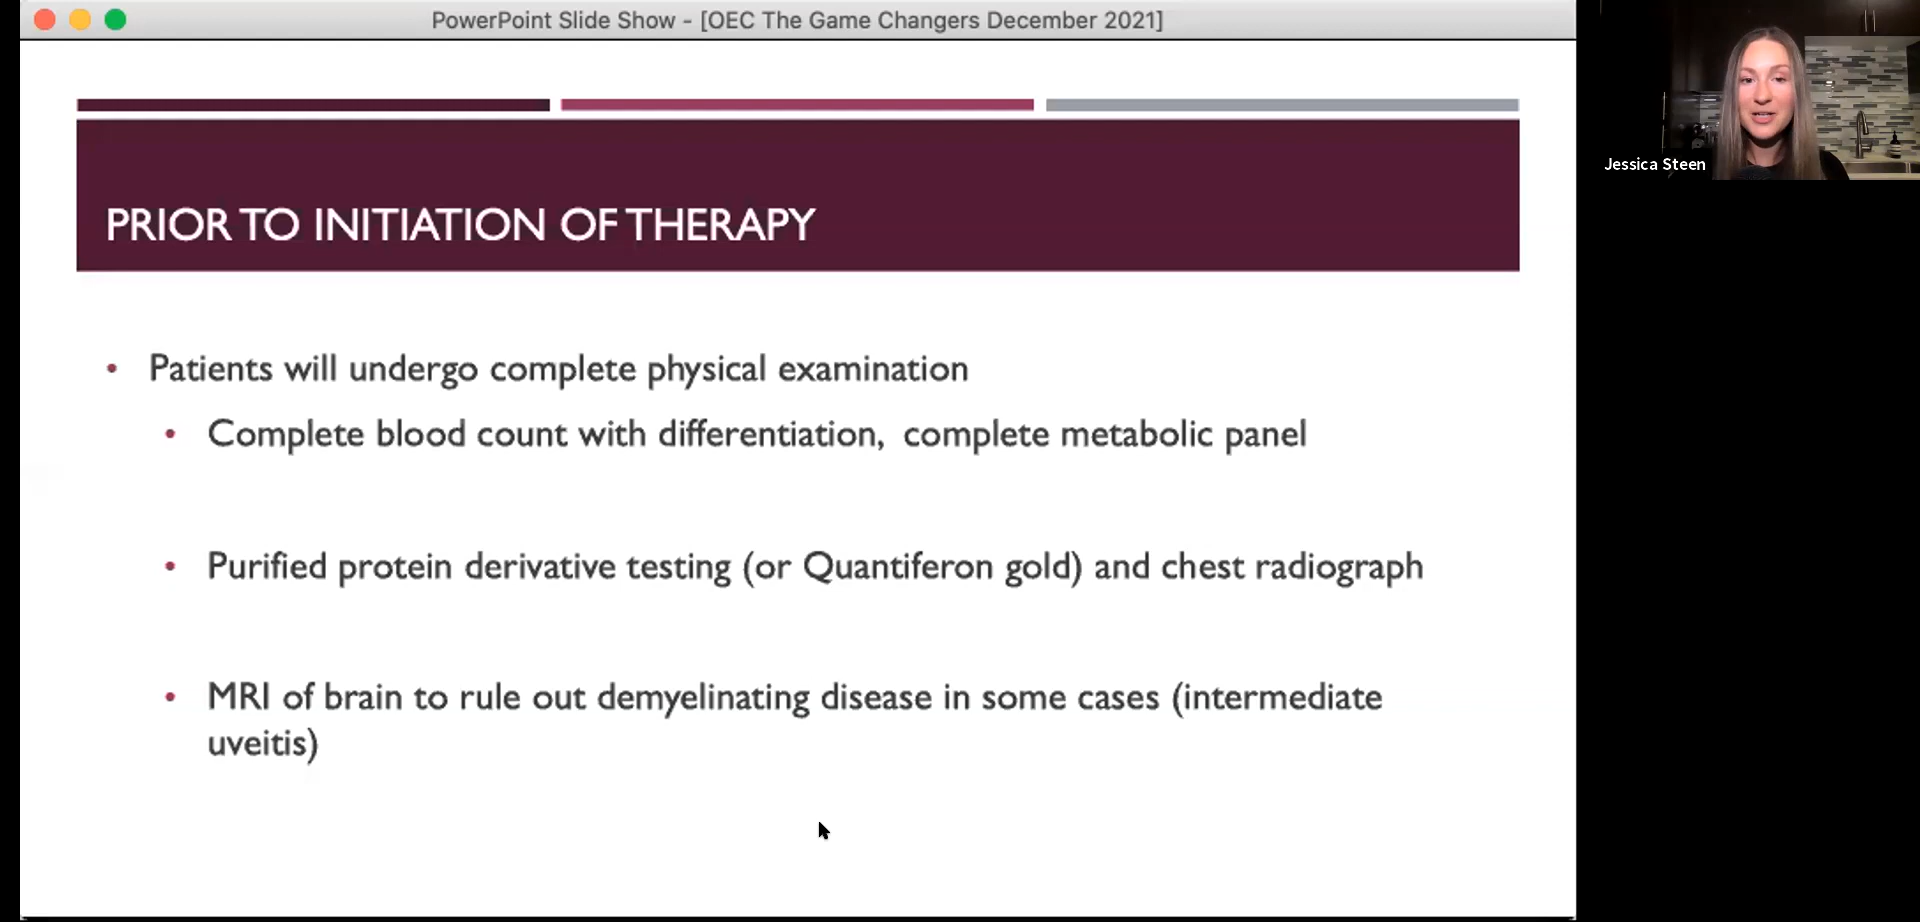 PowerPoint Slide Show - [OEC The Game Changers December 2021]
Jessica Steen
PRIOR TO INITIATION OF THERAPY
• Patients will undergo complete physical examination
• Complete blood count with differentiation, complete metabolic panel
• Purified protein derivative testing (or Quantiferon gold) and chest radiograph
• MRI of brain to rule out demyelinating disease in some cases (intermediate
uveitis)